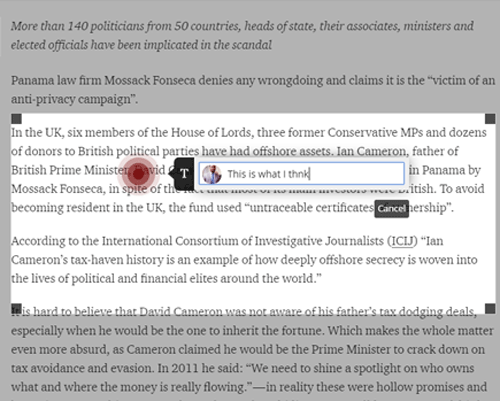 More than 140 politicians from 50 countries, heads of state, their associates, ministers and
elected officials have been implicated in the scandal
Panama law firm Mossack Fonseca denies any wrongdoing and claims it is the “victim of an
anti-privacy campaign”.
In the UK, six members of the House of Lords, three former Conservative MPs and dozens
of donors to British political parties have had offshore assets. Ian Cameron, father of
British Prime Minister David in Panama by
T
This is what I thnk
Mossack Fonseca, in spite of the fact that most of its main investors were British. To avoid
becoming resident in the UK, the fund used “untraceable certificates nership”.
Cancel
According to the International Consortium of Investigative Journalists (ICIJ) “Ian
Cameron’s tax-haven history is an example of how deeply offshore secrecy is woven into
the lives of political and financial elites around the world.”
It is hard to believe that David Cameron was not aware of his father’s tax dodging deals,
especially when he would be the one to inherit the fortune. Which makes the whole matter
even more absurd, as Cameron claimed he would be the Prime Minister to crack down on
tax avoidance and evasion. In 2011 he said: “We need to shine a spotlight on who owns
what and where the money is really flowing.”—in reality these were hollow promises and